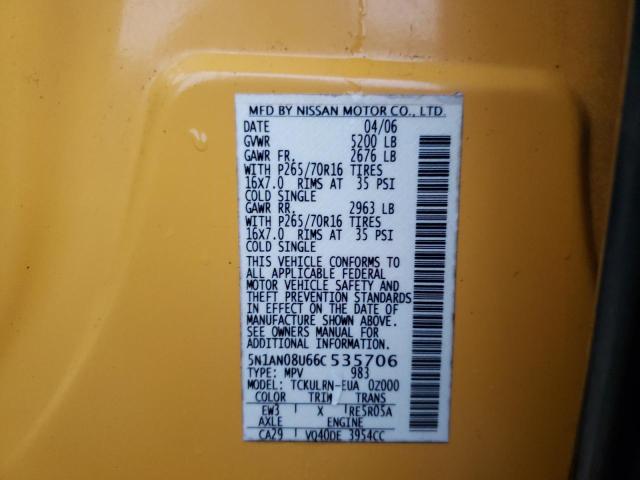 MFD BY NISSAN MOTOR CO., LTD.
DATE 04/06
GVWR 5200 LB
GAWR FR. 2676 LB
WITH P265/70R16 TIRES
16X7.0 RIMS AT 35 PSI
COLD SINGLE
GAWR RR. 2963 LB
WITH P265/70R16 TIRES
16X7.0 RIMS AT 35 PSI
COLD SINGLE
THIS VEHICLE CONFORMS TO
ALL APPLICABLE FEDERAL
MOTOR VEHICLE SAFETY AND
THEFT PREVENTION STANDARDS
IN EFFECT ON THE DATE OF
MANUFACTURE SHOWN ABOVE.
SEE OWNERS MANUAL FOR
ADDITIONAL INFORMATION.
5N1AN08U66C535706
TYPE: MPV 983
MODEL: TCKULRN-EUA 0Z000
COLOR TRIM TRANS
EW3 X RE5R05A
AXLE ENGINE
CA29 VQ40DE 3954CC